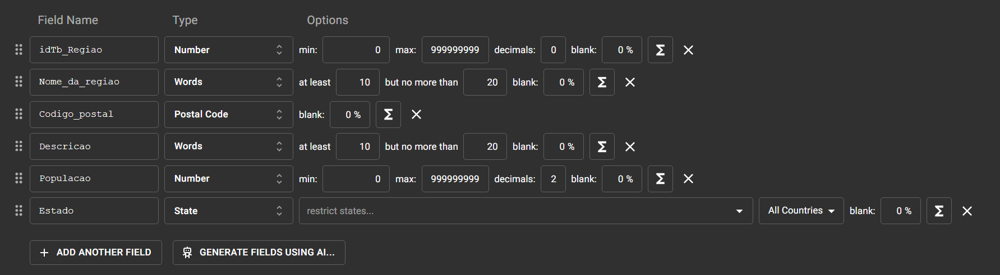 Field Name Type Options
idTb_Regiao Number min: 0 max: 999999999 decimals: 0 blank: 0 % Σ
Nome_da_regiao Words at least 10 but no more than 20 blank: 0 % Σ
Codigo_postal Postal Code blank: 0 % Σ
Descricao Words at least 10 but no more than 20 blank: 0 % Σ
Populacao Number min: 0 max: 999999999 decimals: 2 blank: 0 % Σ
Estado State restrict states... All Countries blank: 0 % Σ
+ ADD ANOTHER FIELD GENERATE FIELDS USING AI...